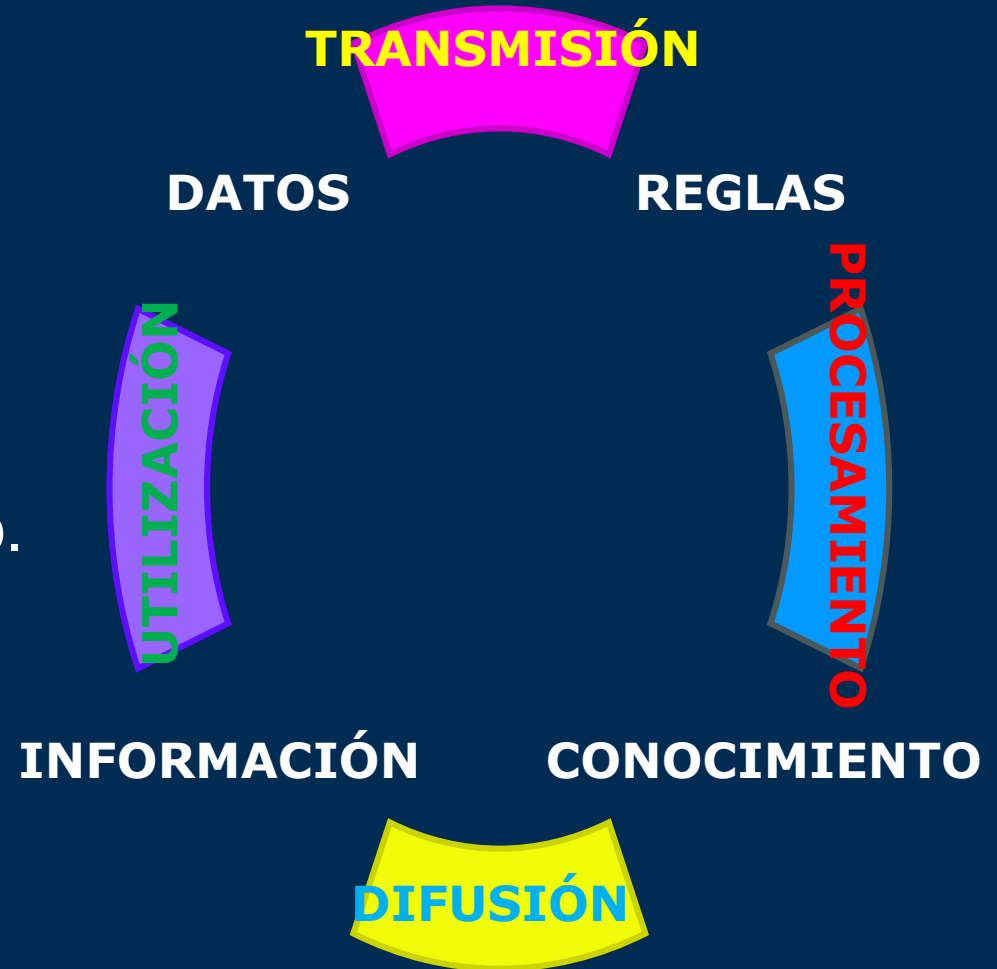 TRANSMISIÓN
DATOS
REGLAS
PROCESAMIENTO
UTILIZACIÓN
INFORMACIÓN
CONOCIMIENTO
DIFUSIÓN